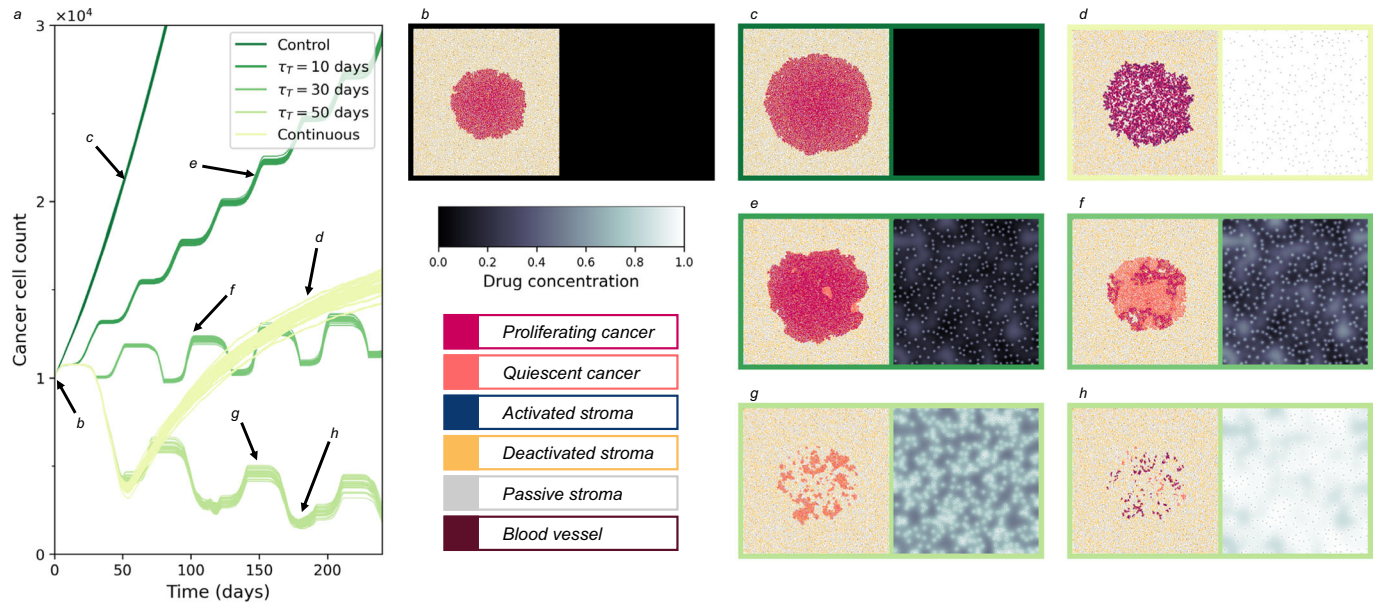 a
×10⁴
3
2
1
0
Cancer cell count
0
50
100
150
200
Time (days)
Control
τ_T = 10 days
τ_T = 30 days
τ_T = 50 days
Continuous
c
e
d
f
b
g
h
b
c
d
0.0
0.2
0.4
0.6
0.8
1.0
Drug concentration
Proliferating cancer
Quiescent cancer
Activated stroma
Deactivated stroma
Passive stroma
Blood vessel
e
f
g
h